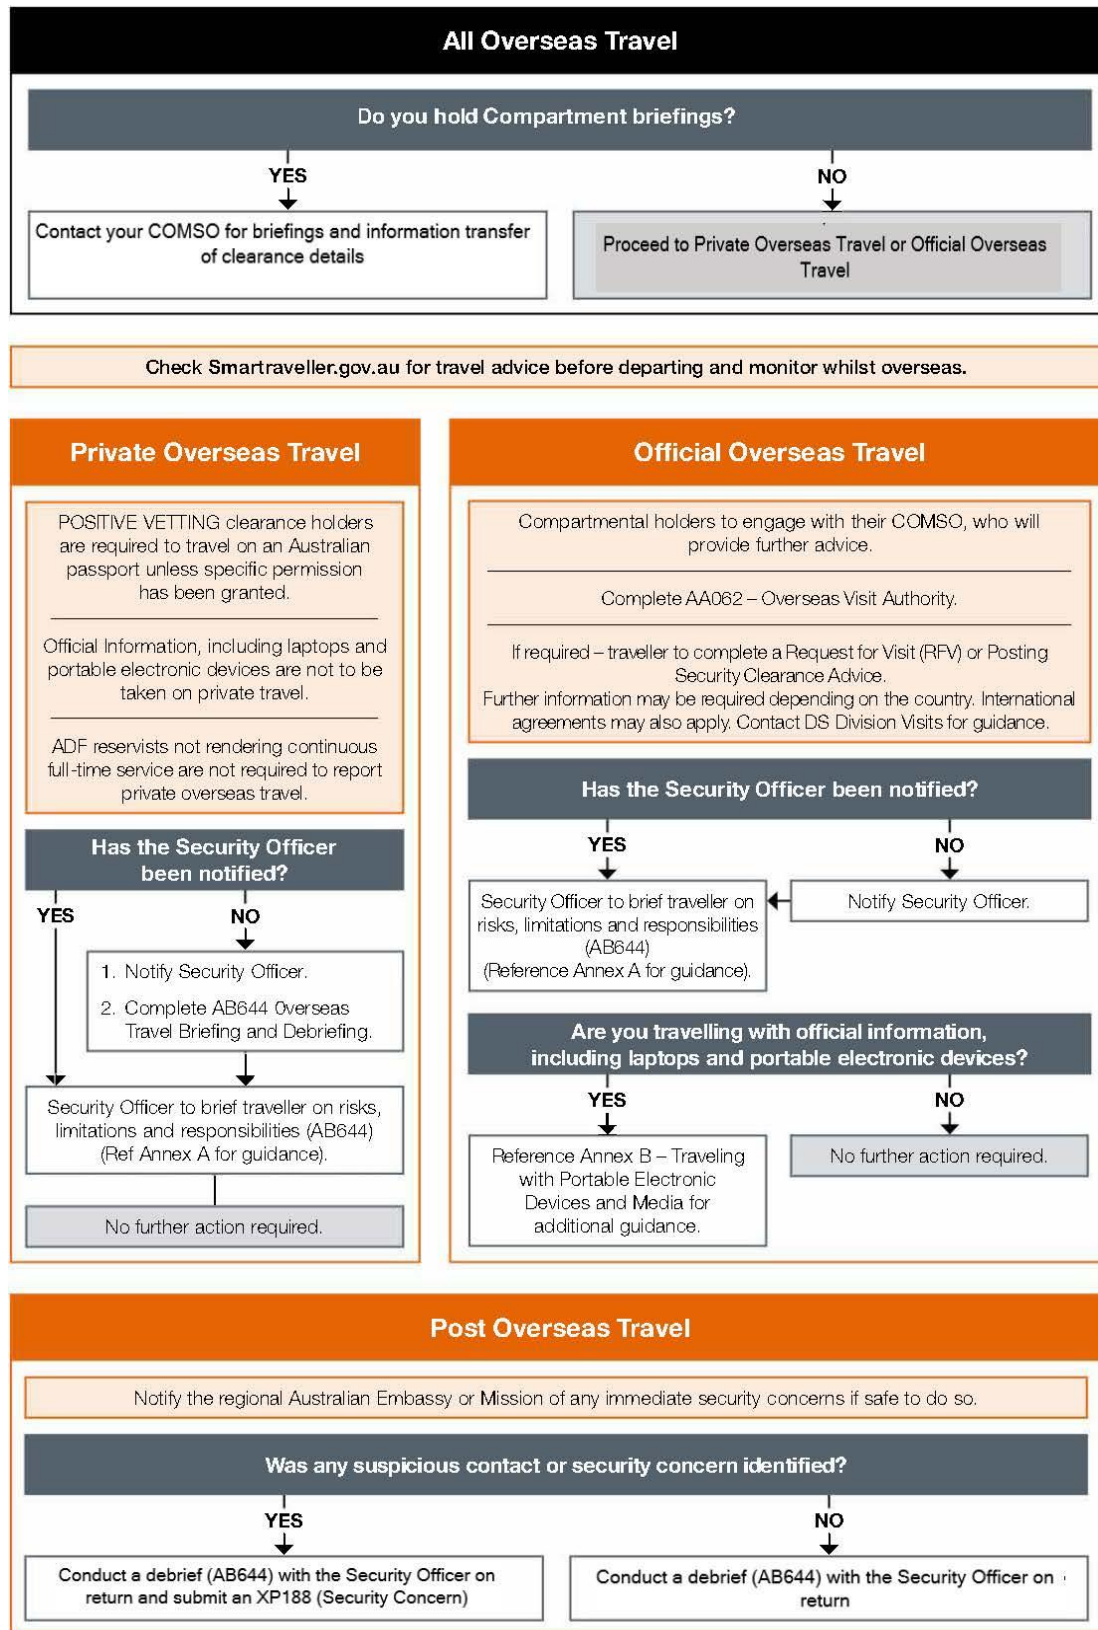 All Overseas Travel
Do you hold Compartment briefings?
YES
NO
Contact your COMSO for briefings and information transfer
of clearance details
Proceed to Private Overseas Travel or Official Overseas
Travel
Check Smartraveller.gov.au for travel advice before departing and monitor whilst overseas.
Private Overseas Travel
POSITIVE VETTING clearance holders
are required to travel on an Australian
passport unless specific permission
has been granted.
Official Information, including laptops and
portable electronic devices are not to be
taken on private travel.
ADF reservists not rendering continuous
full-time service are not required to report
private overseas travel.
Has the Security Officer
been notified?
YES
NO
1. Notify Security Officer.
2. Complete AB644 Overseas
Travel Briefing and Debriefing.
Security Officer to brief traveller on risks,
limitations and responsibilities (AB644)
(Ref Annex A for guidance).
No further action required.
Official Overseas Travel
Compartmental holders to engage with their COMSO, who will
provide further advice.
Complete AA062 – Overseas Visit Authority.
If required – traveller to complete a Request for Visit (RFV) or Posting
Security Clearance Advice.
Further information may be required depending on the country. International
agreements may also apply. Contact DS Division Visits for guidance.
Has the Security Officer been notified?
YES
NO
Security Officer to brief traveller on
risks, limitations and responsibilities
(AB644)
(Reference Annex A for guidance).
Notify Security Officer.
Are you travelling with official information,
including laptops and portable electronic devices?
YES
NO
Reference Annex B – Traveling
with Portable Electronic
Devices and Media for
additional guidance.
No further action required.
Post Overseas Travel
Notify the regional Australian Embassy or Mission of any immediate security concerns if safe to do so.
Was any suspicious contact or security concern identified?
YES
NO
Conduct a debrief (AB644) with the Security Officer on
return and submit an XP188 (Security Concern)
Conduct a debrief (AB644) with the Security Officer on
return